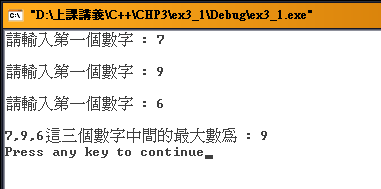 "D:\上課講義\C++\CHP3\ex3_1\Debug\ex3_1.exe"
請輸入第一個數字 : 7
請輸入第一個數字 : 9
請輸入第一個數字 : 6
7,9,6這三個數字中間的最大數為 : 9
Press any key to continue